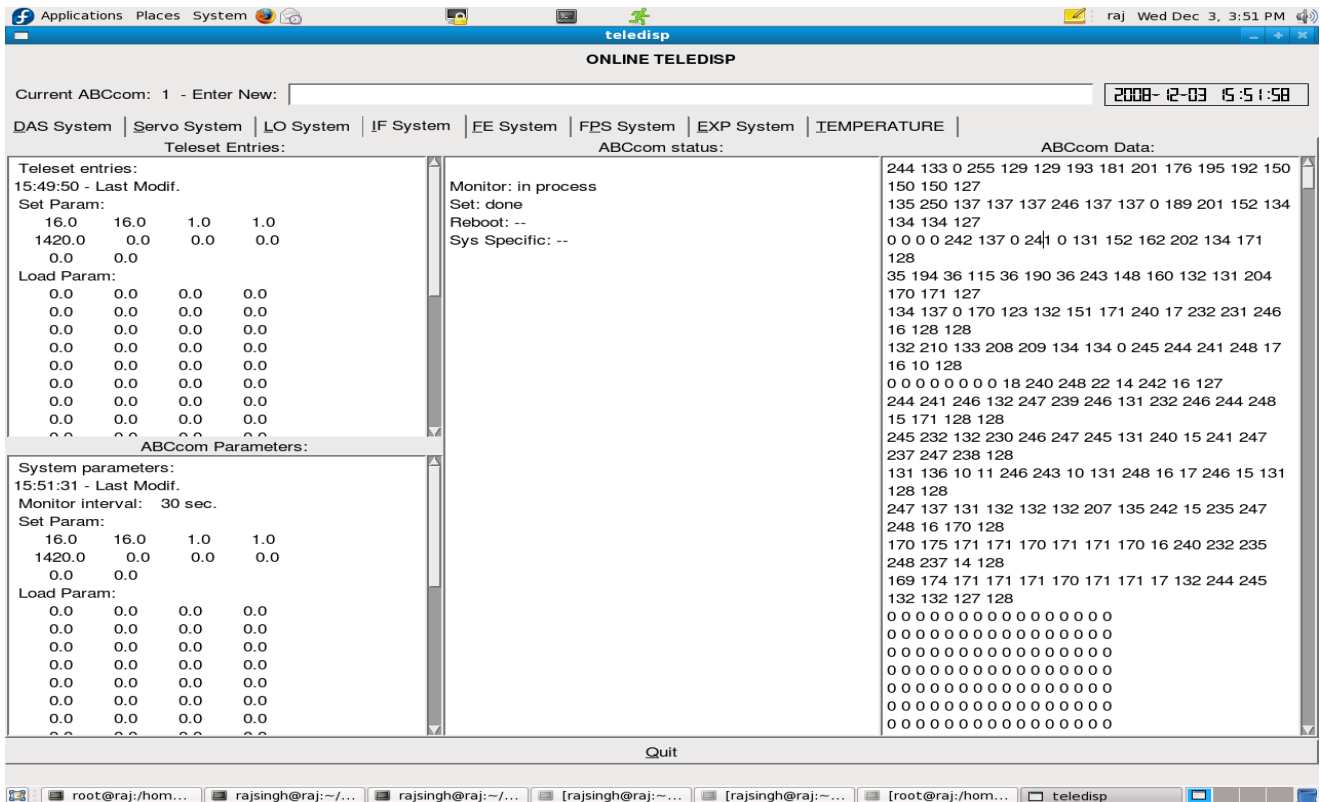 Applications Places System raj Wed Dec 3, 3:51 PM
teledisp
ONLINE TELEDISP
Current ABCcom: 1 - Enter New: 2008-12-03 15:51:58
DAS System Servo System LO System IF System FE System FPS System EXP System TEMPERATURE
Teleset Entries:
Teleset entries:
15:49:50 - Last Modif.
Set Param:
16.0 16.0 1.0 1.0
1420.0 0.0 0.0 0.0
0.0 0.0
Load Param:
0.0 0.0 0.0 0.0
0.0 0.0 0.0 0.0
0.0 0.0 0.0 0.0
0.0 0.0 0.0 0.0
0.0 0.0 0.0 0.0
0.0 0.0 0.0 0.0
0.0 0.0 0.0 0.0
0.0 0.0 0.0 0.0
0.0 0.0 0.0 0.0
ABCcom Parameters:
System parameters:
15:51:31 - Last Modif.
Monitor interval: 30 sec.
Set Param:
16.0 16.0 1.0 1.0
1420.0 0.0 0.0 0.0
0.0 0.0
Load Param:
0.0 0.0 0.0 0.0
0.0 0.0 0.0 0.0
0.0 0.0 0.0 0.0
0.0 0.0 0.0 0.0
0.0 0.0 0.0 0.0
0.0 0.0 0.0 0.0
0.0 0.0 0.0 0.0
0.0 0.0 0.0 0.0
ABCcom status:
Monitor: in process
Set: done
Reboot: --
Sys Specific: --
ABCcom Data:
244 133 0 255 129 129 193 181 201 176 195 192 150
150 150 127
135 250 137 137 137 246 137 137 0 189 201 152 134
134 134 127
0 0 0 0 242 137 0 241 0 131 152 162 202 134 171
128
35 194 36 115 36 190 36 243 148 160 132 131 204
170 171 127
134 137 0 170 123 132 151 171 240 17 232 231 246
16 128 128
132 210 133 208 209 134 134 0 245 244 241 248 17
16 10 128
0 0 0 0 0 0 0 0 18 240 248 22 14 242 16 127
244 241 246 132 247 239 246 131 232 246 244 248
15 171 128 128
245 232 132 230 246 247 245 131 240 15 241 247
237 247 238 128
131 136 10 11 246 243 10 131 248 16 17 246 15 131
128 128
247 137 131 132 132 132 207 135 242 15 235 247
248 16 170 128
170 175 171 171 170 171 171 170 16 240 232 235
248 237 14 128
169 174 171 171 171 170 171 171 17 132 244 245
132 132 127 128
0 0 0 0 0 0 0 0 0 0 0 0 0 0 0 0
0 0 0 0 0 0 0 0 0 0 0 0 0 0 0 0
0 0 0 0 0 0 0 0 0 0 0 0 0 0 0 0
0 0 0 0 0 0 0 0 0 0 0 0 0 0 0 0
0 0 0 0 0 0 0 0 0 0 0 0 0 0 0 0
0 0 0 0 0 0 0 0 0 0 0 0 0 0 0 0
0 0 0 0 0 0 0 0 0 0 0 0 0 0 0 0
Quit
root@raj:/hom... rajsingh@raj:~/... rajsingh@raj:~/... [rajsingh@raj:~... [rajsingh@raj:~... [root@raj:/hom... teledisp